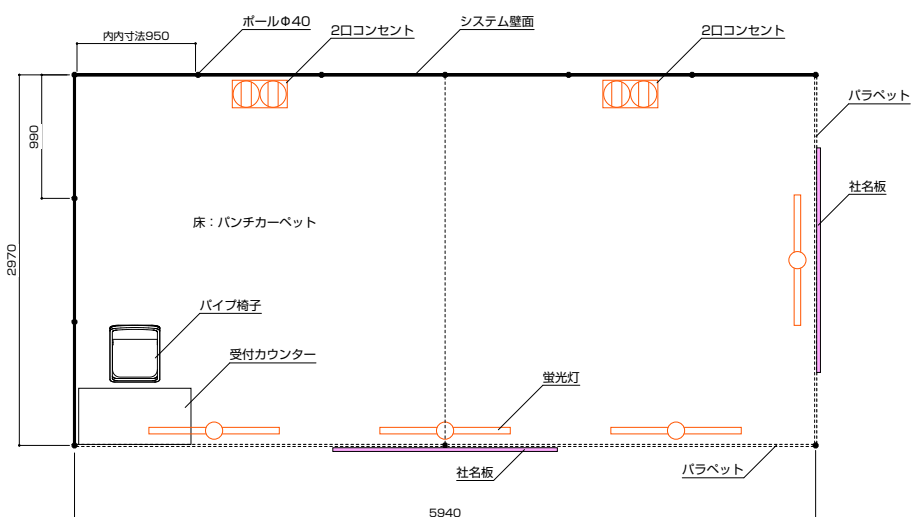 ポールΦ40
システム壁面
2口コンセント
2口コンセント
内内寸法950
パラペット
990
社名板
床：パンチカーペット
2970
パイプ椅子
受付カウンター
蛍光灯
社名板
パラペット
5940